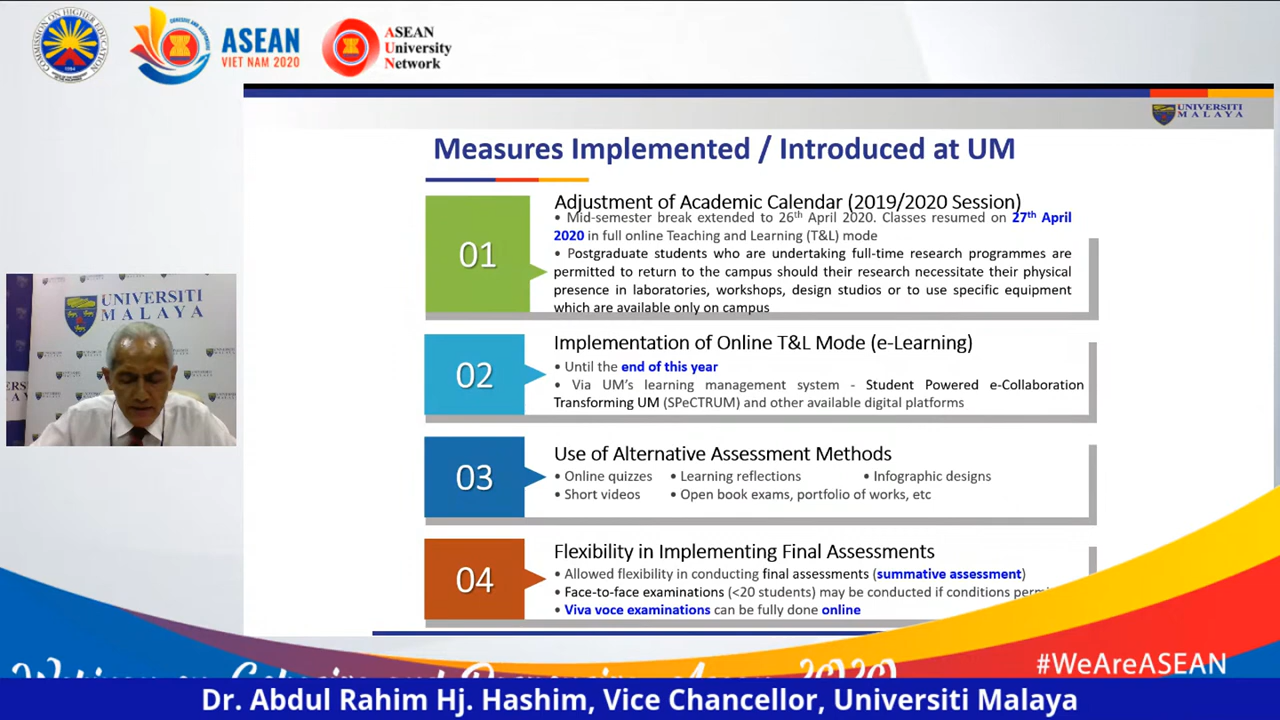 COMMISSION ON HIGHER EDUCATION
COHESIVE AND RESPONSIVE
ASEAN
VIET NAM 2020
ASEAN
University
Network
UNIVERSITI
MALAYA
Measures Implemented / Introduced at UM
01
Adjustment of Academic Calendar (2019/2020 Session)
• Mid-semester break extended to 26th April 2020. Classes resumed on 27th April
2020 in full online Teaching and Learning (T&L) mode
• Postgraduate students who are undertaking full-time research programmes are
permitted to return to the campus should their research necessitate their physical
presence in laboratories, workshops, design studios or to use specific equipment
which are available only on campus
UNIVERSITI
MALAYA
02
Implementation of Online T&L Mode (e-Learning)
• Until the end of this year
• Via UM's learning management system - Student Powered e-Collaboration
Transforming UM (SPeCTRUM) and other available digital platforms
03
Use of Alternative Assessment Methods
• Online quizzes • Learning reflections • Infographic designs
• Short videos • Open book exams, portfolio of works, etc
04
Flexibility in Implementing Final Assessments
• Allowed flexibility in conducting final assessments (summative assessment)
• Face-to-face examinations (<20 students) may be conducted if conditions
• Viva voce examinations can be fully done online
#WeAreASEAN
Dr. Abdul Rahim Hj. Hashim, Vice Chancellor, Universiti Malaya